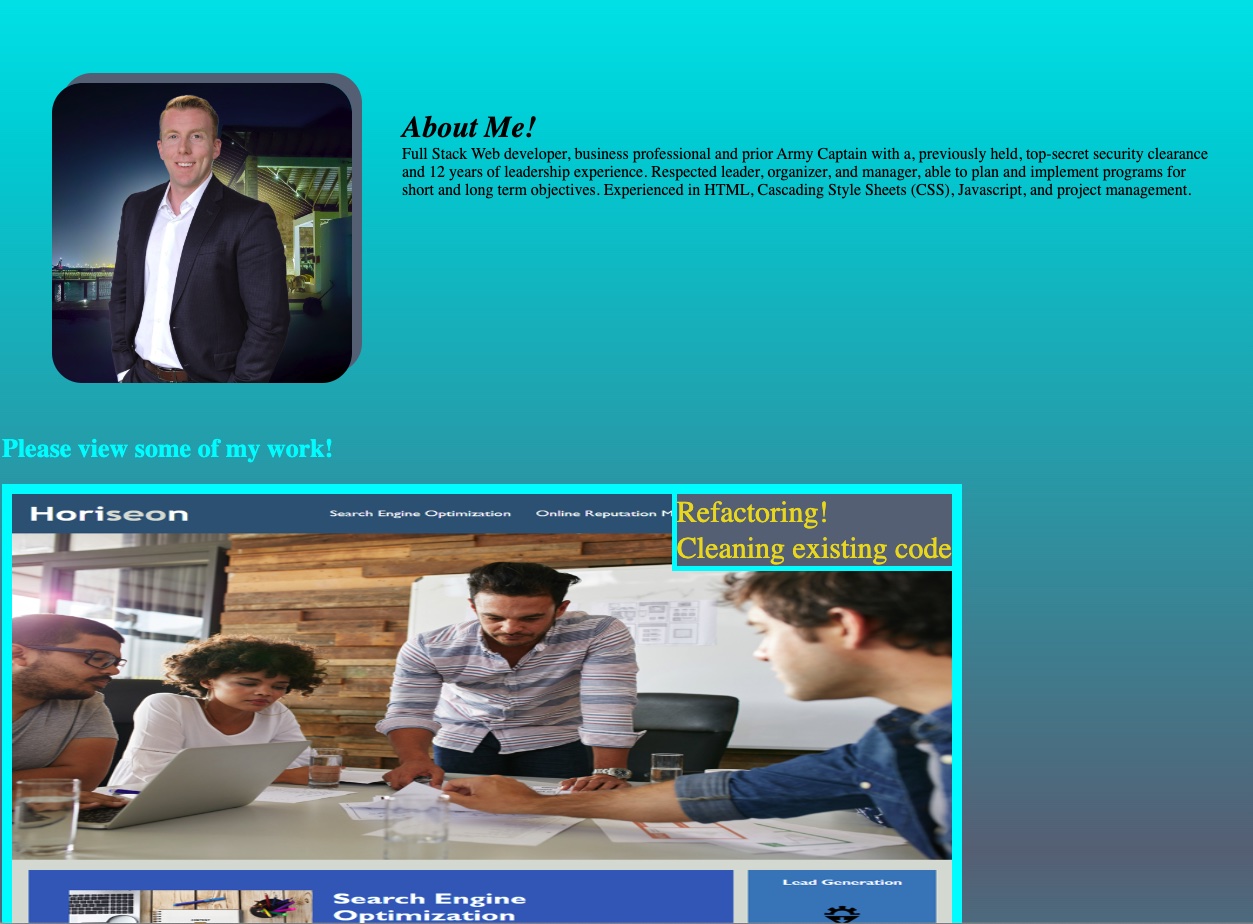 About Me!
Full Stack Web developer, business professional and prior Army Captain with a, previously held, top-secret security clearance
and 12 years of leadership experience. Respected leader, organizer, and manager, able to plan and implement programs for
short and long term objectives. Experienced in HTML, Cascading Style Sheets (CSS), Javascript, and project management.
Please view some of my work!
Horiseon
Search Engine Optimization
Online Reputation M
Refactoring!
Cleaning existing code
Search Engine
Optimization
Lead Generation